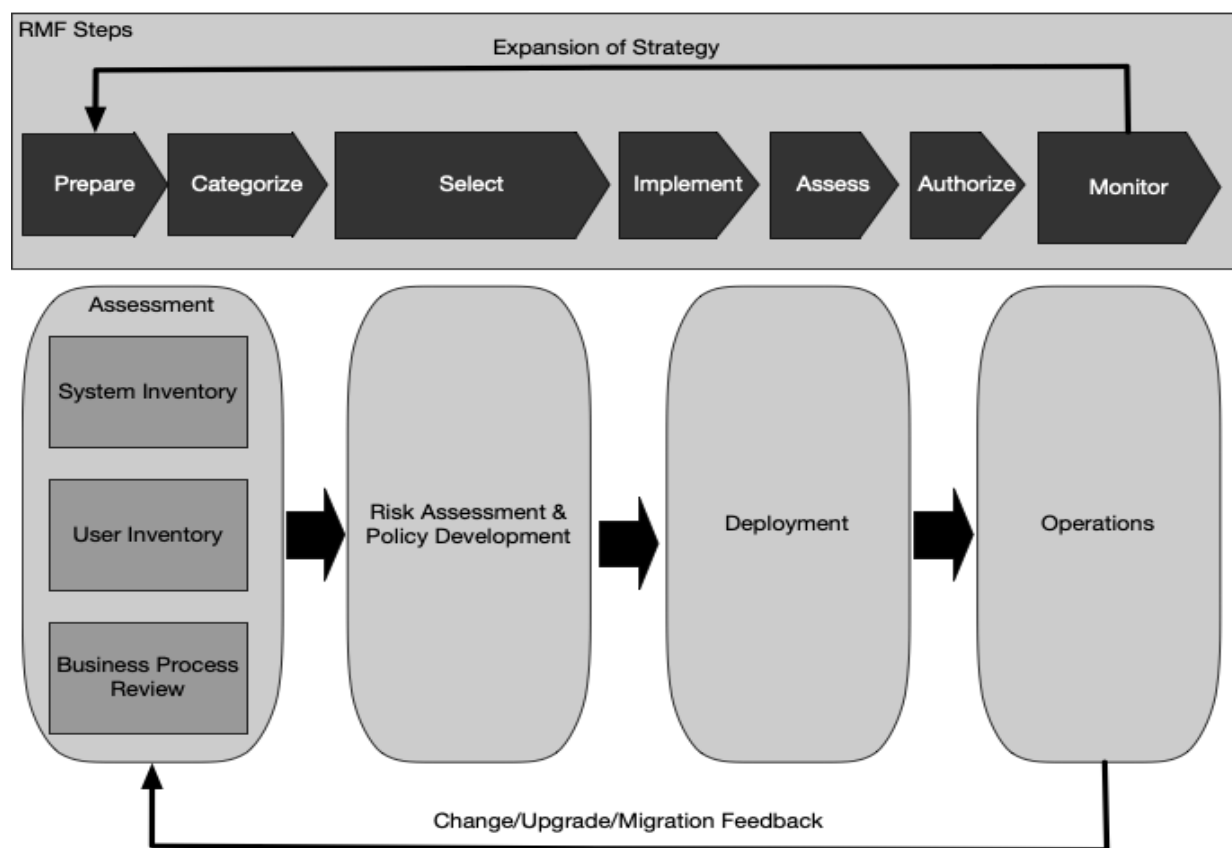 RMF Steps
Expansion of Strategy
Prepare
Categorize
Select
Implement
Assess
Authorize
Monitor
Assessment
System Inventory
User Inventory
Business Process
Review
Risk Assessment &
Policy Development
Deployment
Operations
Change/Upgrade/Migration Feedback